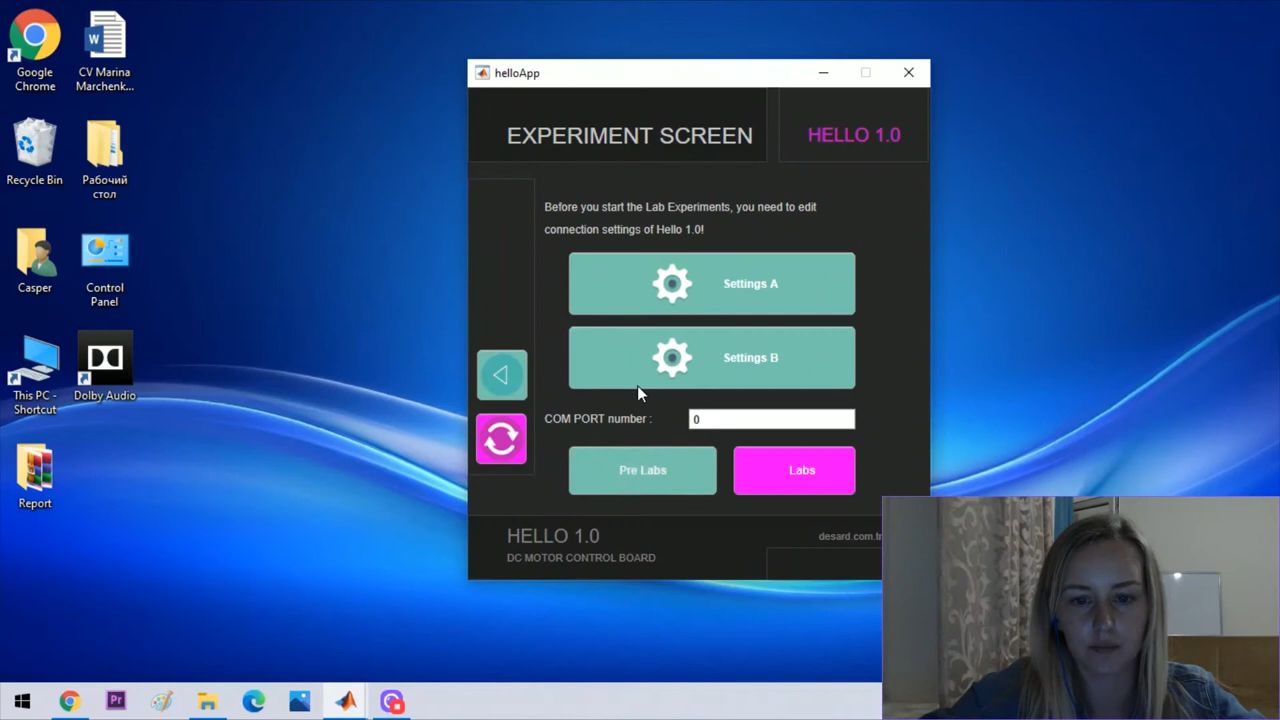 Google
Chrome
CV Marina
Marchenk...
Recycle Bin
Рабочий
стол
Casper
Control
Panel
This PC -
Shortcut
Dolby Audio
Report
helloApp
EXPERIMENT SCREEN
HELLO 1.0
Before you start the Lab Experiments, you need to edit
connection settings of Hello 1.0!
Settings A
Settings B
COM PORT number :
0
Pre Labs
Labs
HELLO 1.0
desard.com.tr
DC MOTOR CONTROL BOARD
W
Pr